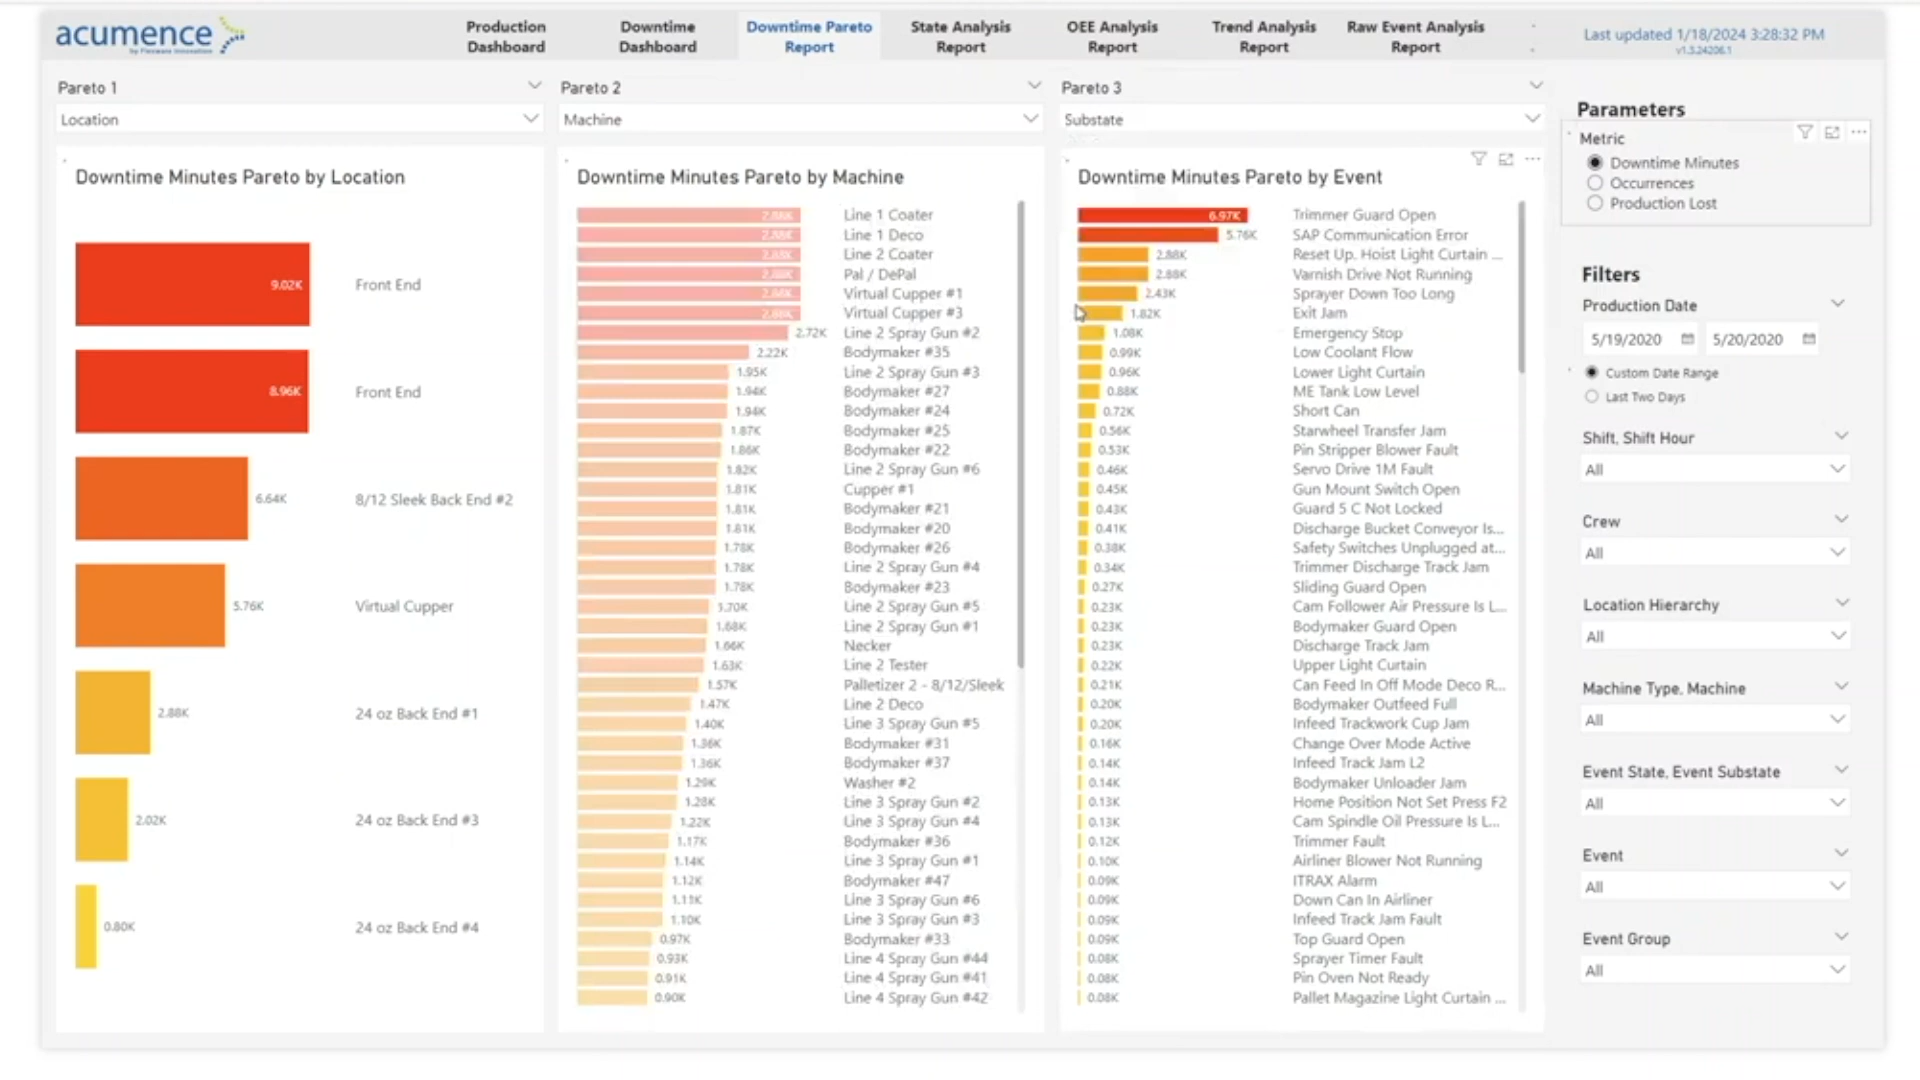 acumence
by Flexware Innovation
Production
Dashboard
Downtime
Dashboard
Downtime Pareto
Report
State Analysis
Report
OEE Analysis
Report
Trend Analysis
Report
Raw Event Analysis
Report
Last updated 1/18/2024 3:28:32 PM
v1.3.24206.1
Pareto 1
Location
Downtime Minutes Pareto by Location
9.02K Front End
8.96K Front End
6.64K 8/12 Sleek Back End #2
5.76K Virtual Cupper
2.88K 24 oz Back End #1
2.02K 24 oz Back End #3
0.80K 24 oz Back End #4
Pareto 2
Machine
Downtime Minutes Pareto by Machine
2.88K Line 1 Coater
2.88K Line 1 Deco
2.88K Line 2 Coater
2.88K Pal / DePal
2.88K Virtual Cupper #1
2.88K Virtual Cupper #3
2.72K Line 2 Spray Gun #2
2.22K Bodymaker #35
1.95K Line 2 Spray Gun #3
1.94K Bodymaker #27
1.94K Bodymaker #24
1.87K Bodymaker #25
1.86K Bodymaker #22
1.82K Line 2 Spray Gun #6
1.81K Cupper #1
1.81K Bodymaker #21
1.81K Bodymaker #20
1.78K Bodymaker #26
1.78K Line 2 Spray Gun #4
1.78K Bodymaker #23
1.70K Line 2 Spray Gun #5
1.68K Line 2 Spray Gun #1
1.66K Necker
1.63K Line 2 Tester
1.57K Palletizer 2 - 8/12/Sleek
1.47K Line 2 Deco
1.40K Line 3 Spray Gun #5
1.36K Bodymaker #31
1.36K Bodymaker #37
1.29K Washer #2
1.28K Line 3 Spray Gun #2
1.22K Line 3 Spray Gun #4
1.17K Bodymaker #36
1.14K Line 3 Spray Gun #1
1.12K Bodymaker #47
1.11K Line 3 Spray Gun #6
1.10K Line 3 Spray Gun #3
0.97K Bodymaker #33
0.93K Line 4 Spray Gun #44
0.91K Line 4 Spray Gun #41
0.90K Line 4 Spray Gun #42
Pareto 3
Substate
Downtime Minutes Pareto by Event
6.97K Trimmer Guard Open
5.76K SAP Communication Error
2.88K Reset Up. Hoist Light Curtain ...
2.88K Varnish Drive Not Running
2.43K Sprayer Down Too Long
1.82K Exit Jam
1.08K Emergency Stop
0.99K Low Coolant Flow
0.96K Lower Light Curtain
0.88K ME Tank Low Level
0.72K Short Can
0.56K Starwheel Transfer Jam
0.53K Pin Stripper Blower Fault
0.46K Servo Drive 1M Fault
0.45K Gun Mount Switch Open
0.43K Guard 5 C Not Locked
0.41K Discharge Bucket Conveyor Is...
0.38K Safety Switches Unplugged at...
0.34K Trimmer Discharge Track Jam
0.27K Sliding Guard Open
0.23K Cam Follower Air Pressure Is L...
0.23K Bodymaker Guard Open
0.23K Discharge Track Jam
0.22K Upper Light Curtain
0.21K Can Feed In Off Mode Deco R...
0.20K Bodymaker Outfeed Full
0.20K Infeed Trackwork Cup Jam
0.16K Change Over Mode Active
0.14K Infeed Track Jam L2
0.14K Bodymaker Unloader Jam
0.13K Home Position Not Set Press F2
0.13K Cam Spindle Oil Pressure Is L...
0.12K Trimmer Fault
0.10K Airliner Blower Not Running
0.09K ITRAX Alarm
0.09K Down Can In Airliner
0.09K Infeed Track Jam Fault
0.09K Top Guard Open
0.08K Sprayer Timer Fault
0.08K Pin Oven Not Ready
0.08K Pallet Magazine Light Curtain ...
Parameters
Metric
Downtime Minutes
Occurrences
Production Lost
Filters
Production Date
5/19/2020 5/20/2020
Custom Date Range
Last Two Days
Shift, Shift Hour
All
Crew
All
Location Hierarchy
All
Machine Type, Machine
All
Event State, Event Substate
All
Event
All
Event Group
All